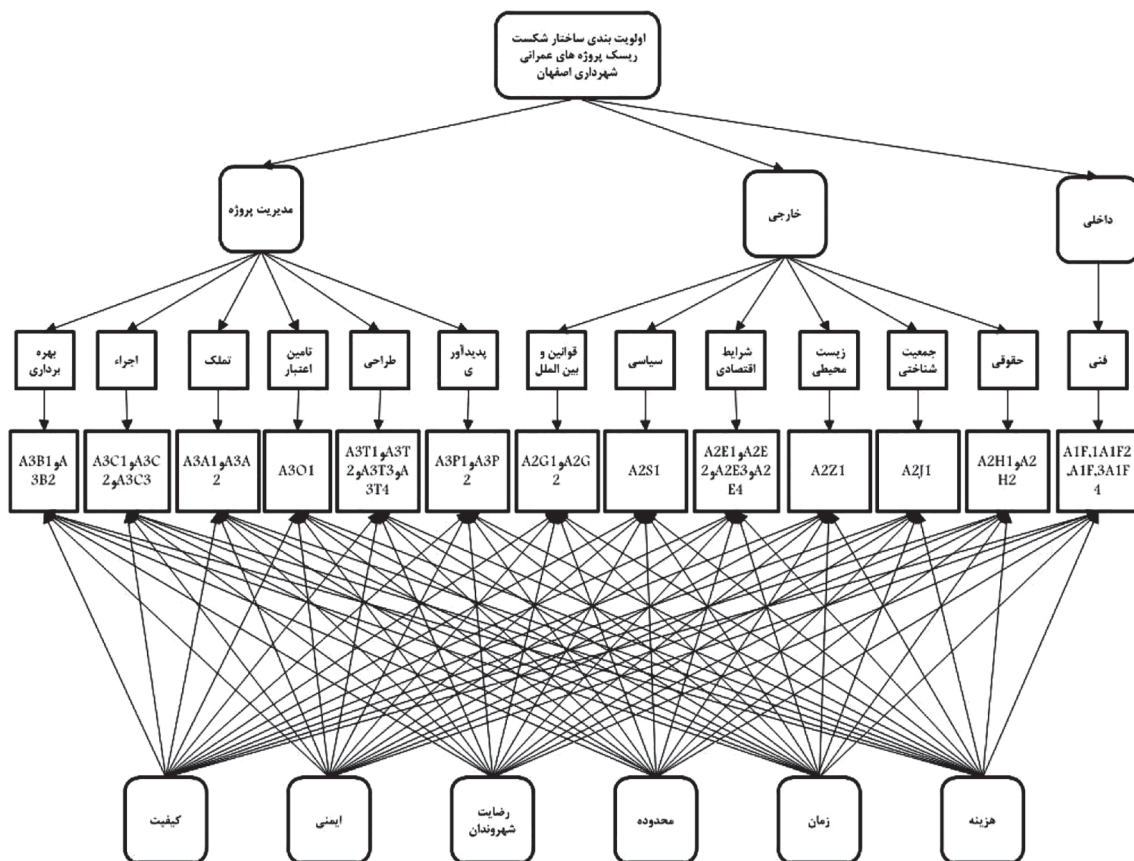 اولویت بندی ساختار شکست
ریسک پروژه های عمرانی
شهرداری اصفهان
داخلی
خارجی
مدیریت پروژه
فنی
حقوقی
جمعیت
شناختی
زیست
محیطی
شرایط
اقتصادی
سیاسی
قوانین و
بین الملل
پدیدآور
ی
طراحی
تامین
اعتبار
تملک
اجراء
بهره
برداری
A1F,1A1F2
,A1F,3A1F
4
A2H1وA2
H2
A2J1
A2Z1
A2E1وA2E
2وA2E3وA2
E4
A2S1
A2G1وA2G
2
A3P1وA3P
2
A3T1وA3T
2وA3T3وA
3T4
A3O1
A3A1وA3A
2
A3C1وA3C
2وA3C3
A3B1وA
3B2
هزینه
زمان
محدوده
رضایت
شهروندان
ایمنی
کیفیت